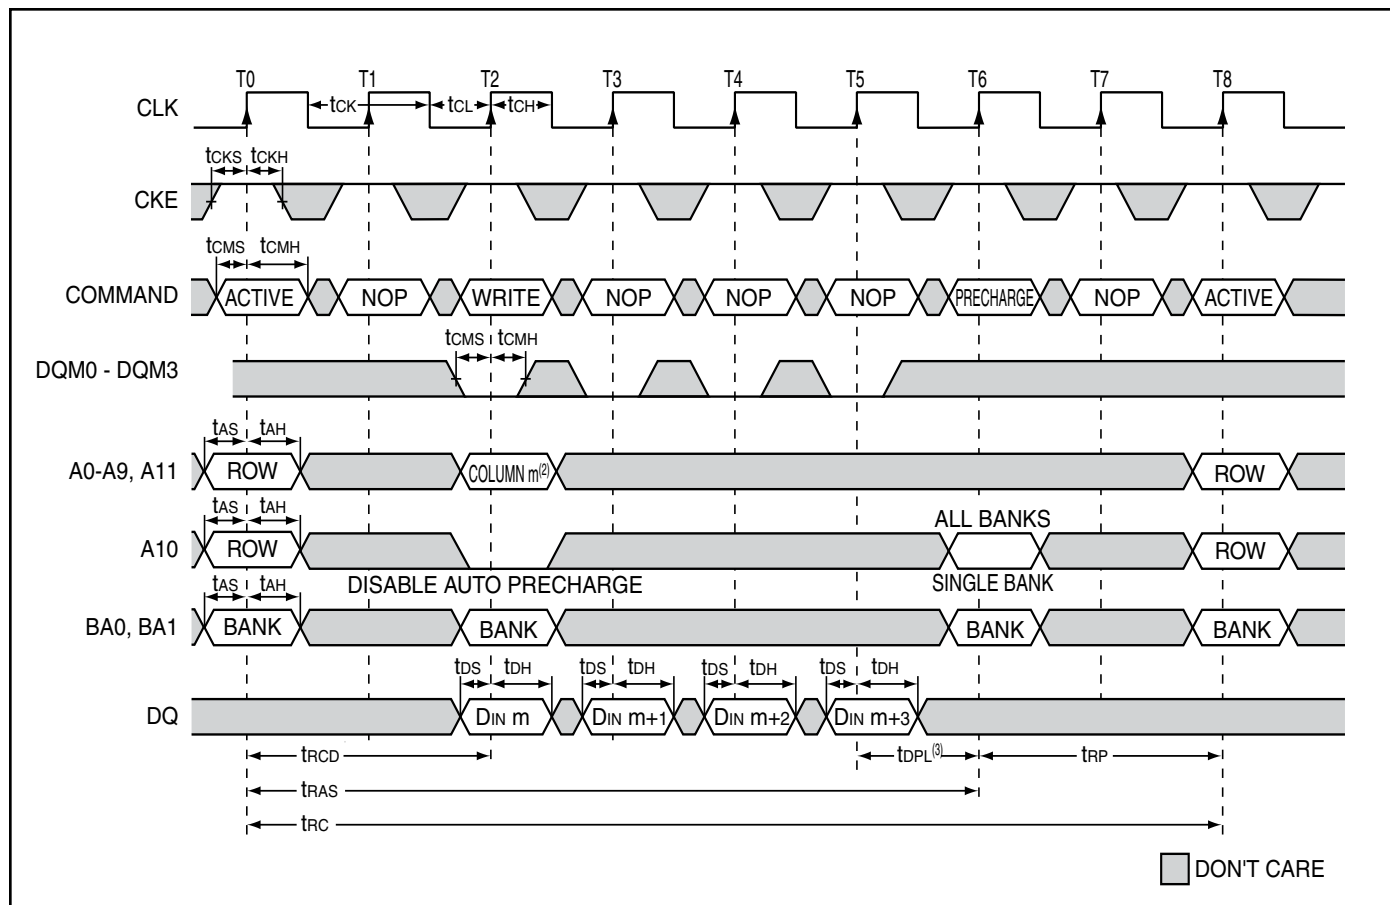 T0 T1 T2 T3 T4 T5 T6 T7 T8
CLK tCK tCL tCH
tCKS tCKH
CKE
tCMS tCMH
COMMAND ACTIVE NOP WRITE NOP NOP NOP PRECHARGE NOP ACTIVE
tCMS tCMH
DQM0 - DQM3
tAS tAH
A0-A9, A11 ROW COLUMN m(2) ROW
tAS tAH ALL BANKS
A10 ROW ROW
DISABLE AUTO PRECHARGE SINGLE BANK
tAS tAH
BA0, BA1 BANK BANK BANK BANK
tDS tDH tDS tDH tDS tDH tDS tDH
DQ DIN m DIN m+1 DIN m+2 DIN m+3
tRCD tDPL(3) tRP
tRAS
tRC
DON'T CARE